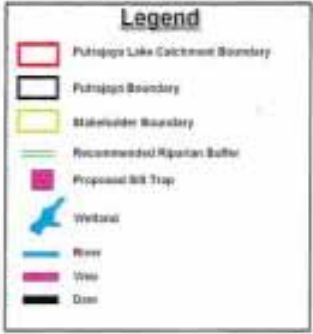 Legend
Putrajaya Lake Catchment Boundary
Putrajaya Boundary
Stakeholder Boundary
Recommended Riparian Buffer
Proposed Silt Trap
Wetland
River
Weir
Dam